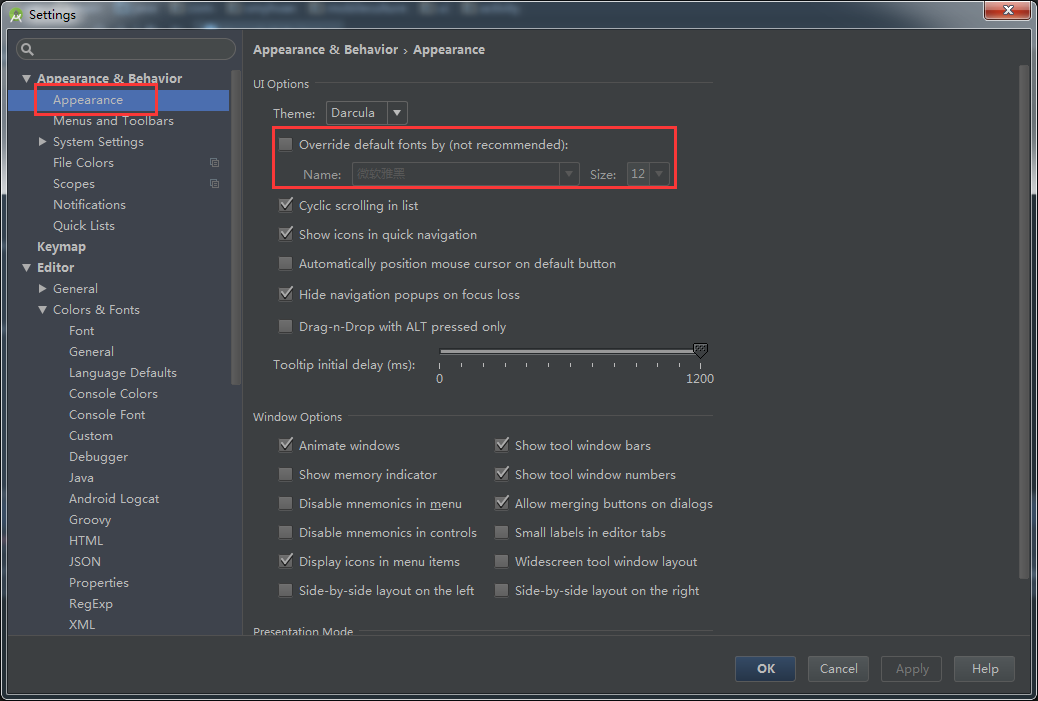 Settings
Appearance & Behavior
Appearance
Menus and Toolbars
System Settings
File Colors
Scopes
Notifications
Quick Lists
Keymap
Editor
General
Colors & Fonts
Font
General
Language Defaults
Console Colors
Console Font
Custom
Debugger
Java
Android Logcat
Groovy
HTML
JSON
Properties
RegExp
XML
Appearance & Behavior › Appearance
UI Options
Theme: Darcula
Override default fonts by (not recommended):
Name: 微软雅黑 Size: 12
Cyclic scrolling in list
Show icons in quick navigation
Automatically position mouse cursor on default button
Hide navigation popups on focus loss
Drag-n-Drop with ALT pressed only
Tooltip initial delay (ms):
0 1200
Window Options
Animate windows Show tool window bars
Show memory indicator Show tool window numbers
Disable mnemonics in menu Allow merging buttons on dialogs
Disable mnemonics in controls Small labels in editor tabs
Display icons in menu items Widescreen tool window layout
Side-by-side layout on the left Side-by-side layout on the right
Presentation Mode
OK Cancel Apply Help